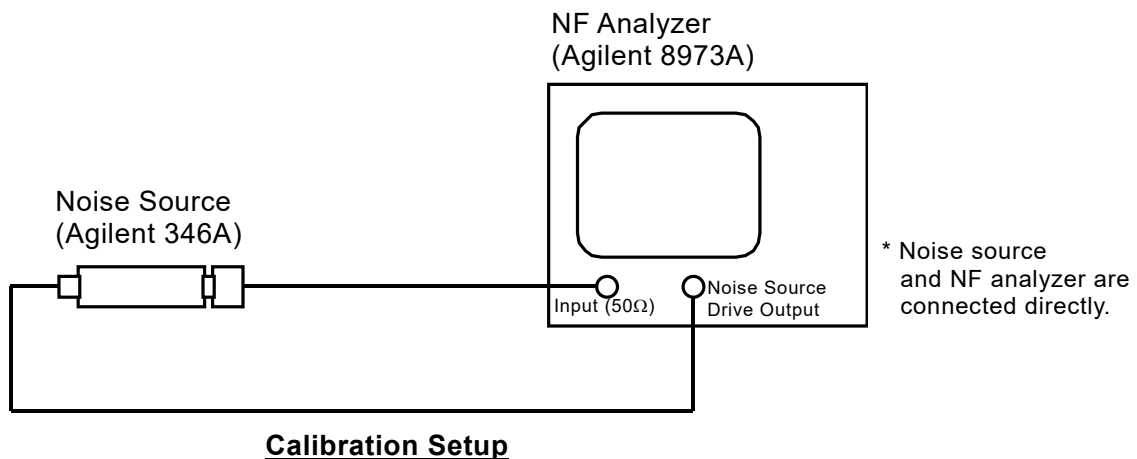 NF Analyzer
(Agilent 8973A)
Noise Source
(Agilent 346A)
Input (50Ω)
Noise Source
Drive Output
* Noise source
and NF analyzer are
connected directly.
Calibration Setup